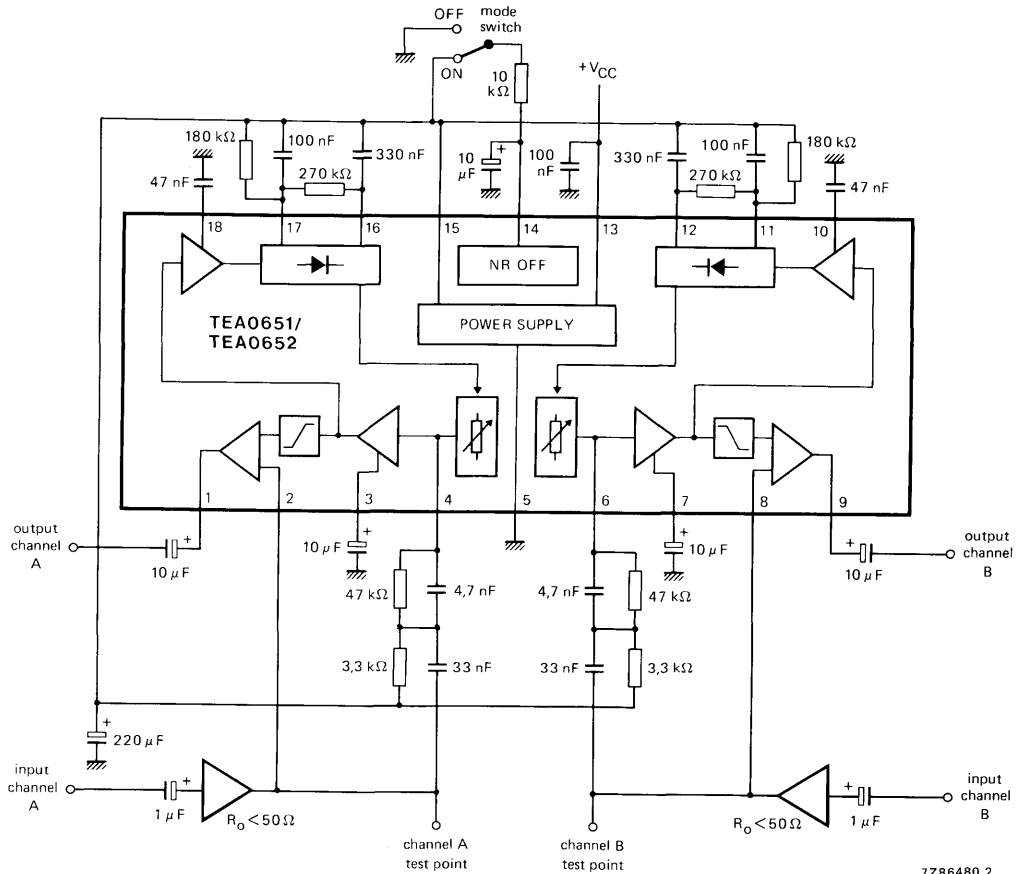 OFF
mode
switch
ON
10
kΩ
+VCC
180 kΩ
100 nF
330 nF
10
μF
100
nF
330 nF
100 nF
180 kΩ
270 kΩ
270 kΩ
47 nF
47 nF
18
17
16
15
14
13
12
11
10
NR OFF
POWER SUPPLY
TEA0651/
TEA0652
1
2
3
4
5
6
7
8
9
output
channel
A
10 μF
10 μF
10 μF
10 μF
output
channel
B
47 kΩ
4,7 nF
4,7 nF
47 kΩ
3,3 kΩ
33 nF
33 nF
3,3 kΩ
220 μF
input
channel
A
1 μF
Ro<50Ω
Ro<50Ω
1 μF
input
channel
B
channel A
test point
channel B
test point
7Z86480.2
+
+
+
+
+
+
+
+